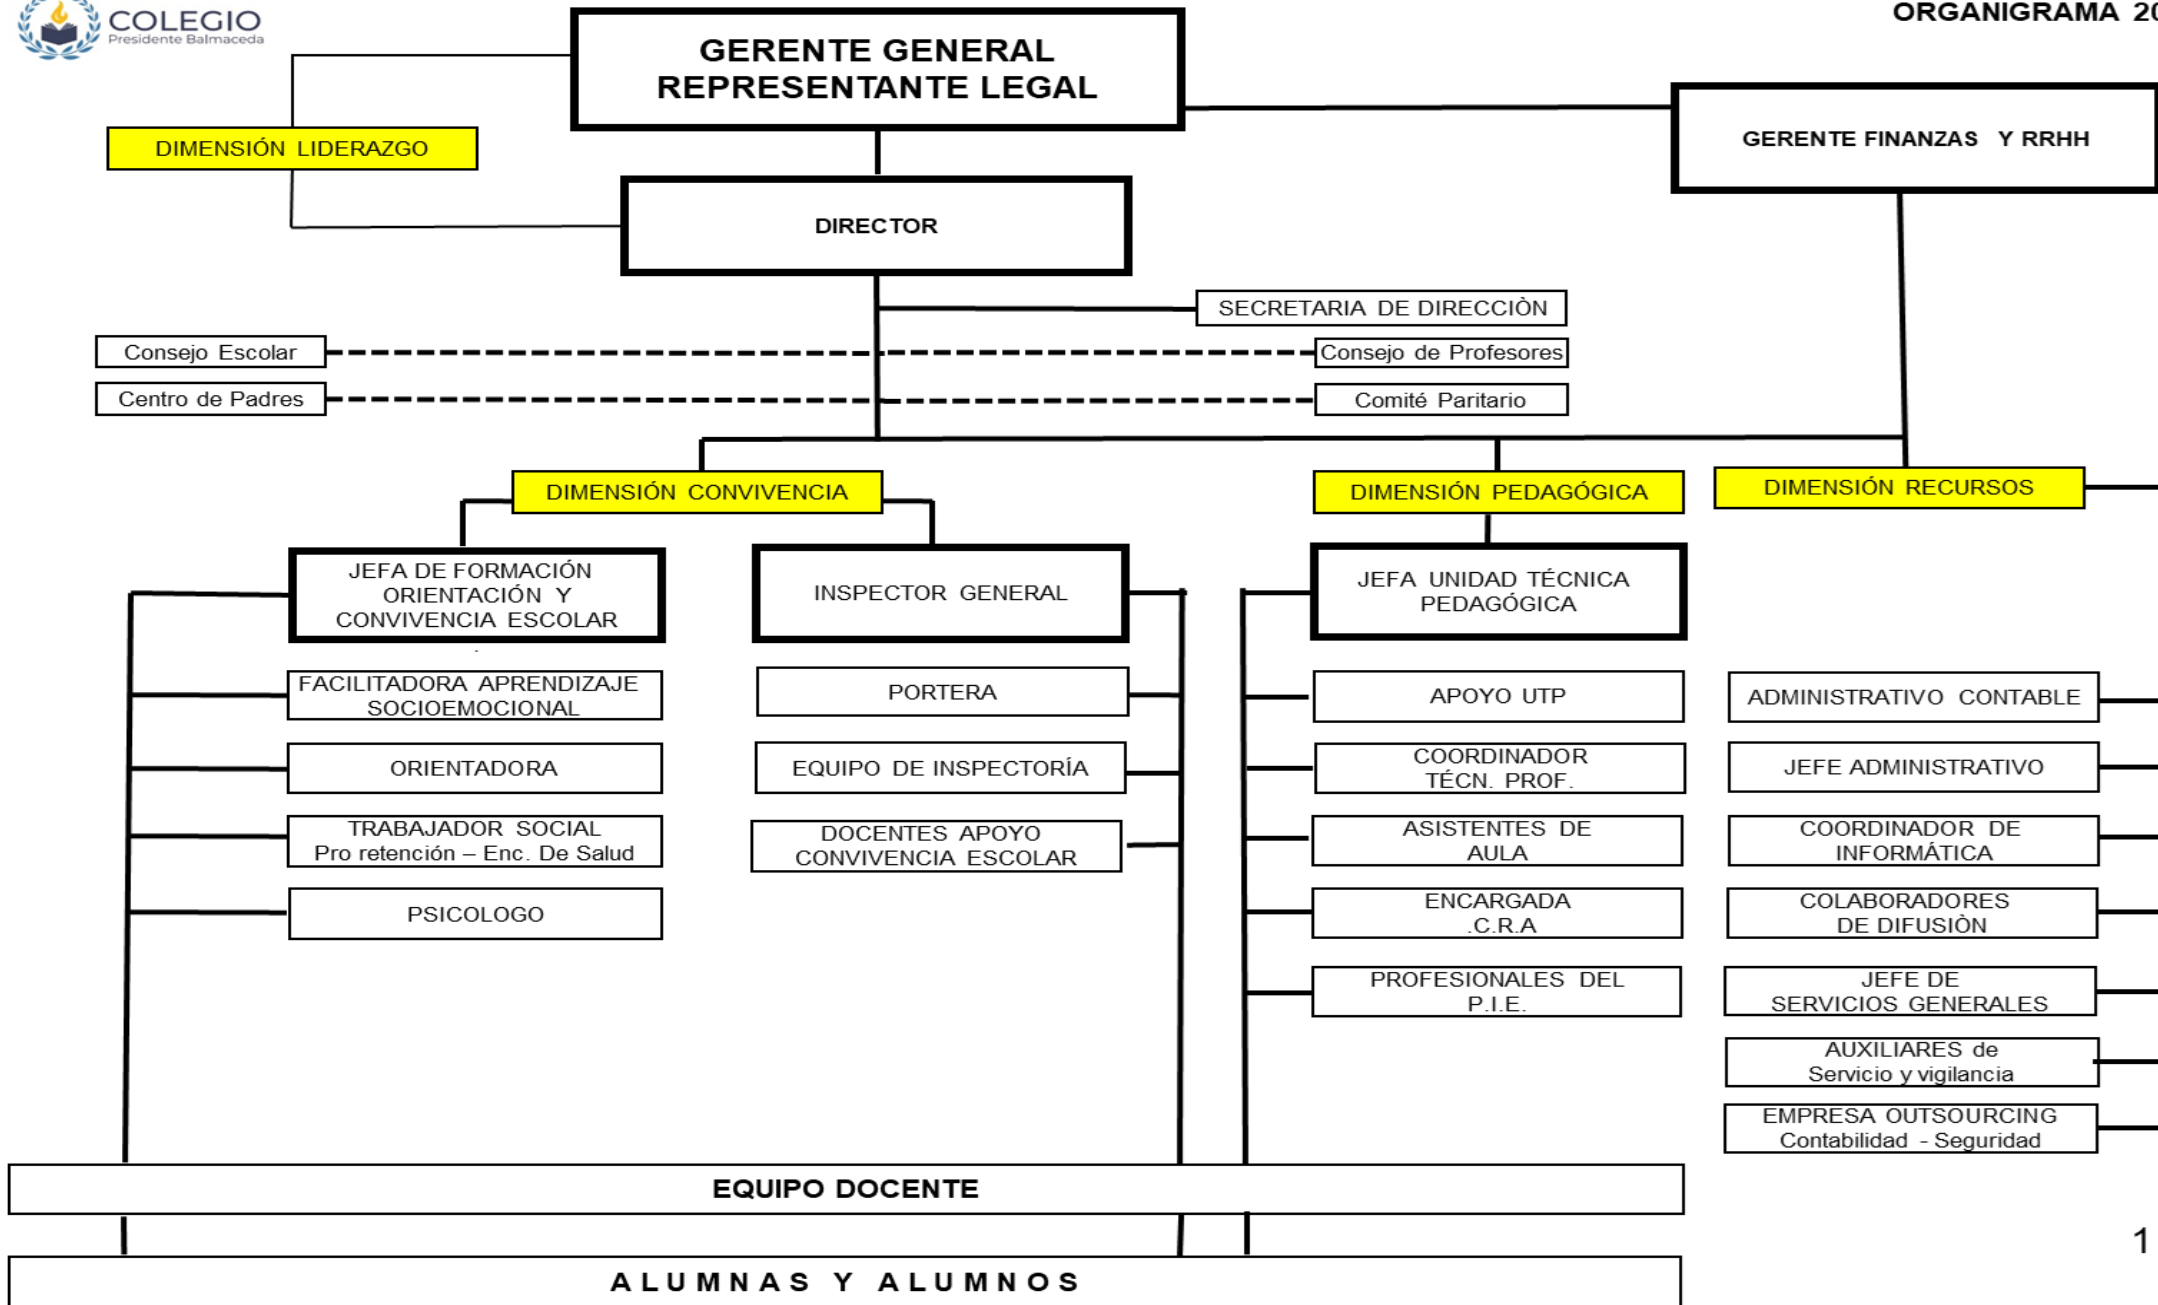 COLEGIO
Presidente Balmaceda
ORGANIGRAMA 20
GERENTE GENERAL
REPRESENTANTE LEGAL
GERENTE FINANZAS Y RRHH
DIMENSIÓN LIDERAZGO
DIRECTOR
SECRETARIA DE DIRECCIÒN
Consejo Escolar
Consejo de Profesores
Centro de Padres
Comité Paritario
DIMENSIÓN CONVIVENCIA
DIMENSIÓN PEDAGÓGICA
DIMENSIÓN RECURSOS
JEFA DE FORMACIÓN
ORIENTACIÓN Y
CONVIVENCIA ESCOLAR
.
INSPECTOR GENERAL
JEFA UNIDAD TÉCNICA
PEDAGÓGICA
FACILITADORA APRENDIZAJE
SOCIOEMOCIONAL
PORTERA
APOYO UTP
ADMINISTRATIVO CONTABLE
ORIENTADORA
EQUIPO DE INSPECTORÍA
COORDINADOR
TÉCN. PROF.
JEFE ADMINISTRATIVO
TRABAJADOR SOCIAL
Pro retención – Enc. De Salud
DOCENTES APOYO
CONVIVENCIA ESCOLAR
ASISTENTES DE
AULA
COORDINADOR DE
INFORMÁTICA
PSICOLOGO
ENCARGADA
.C.R.A
COLABORADORES
DE DIFUSIÒN
PROFESIONALES DEL
P.I.E.
JEFE DE
SERVICIOS GENERALES
AUXILIARES de
Servicio y vigilancia
EMPRESA OUTSOURCING
Contabilidad - Seguridad
EQUIPO DOCENTE
1
ALUMNAS Y ALUMNOS